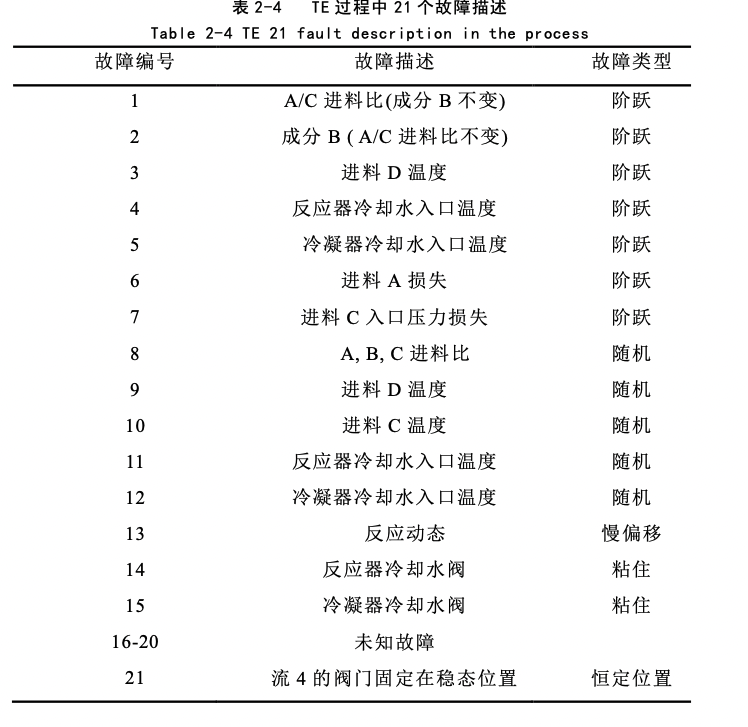 表 2-4 TE 过程中 21 个故障描述
Table 2-4 TE 21 fault description in the process
故障编号 故障描述 故障类型
1 A/C 进料比(成分 B 不变) 阶跃
2 成分 B ( A/C 进料比不变) 阶跃
3 进料 D 温度 阶跃
4 反应器冷却水入口温度 阶跃
5 冷凝器冷却水入口温度 阶跃
6 进料 A 损失 阶跃
7 进料 C 入口压力损失 阶跃
8 A, B, C 进料比 随机
9 进料 D 温度 随机
10 进料 C 温度 随机
11 反应器冷却水入口温度 随机
12 冷凝器冷却水入口温度 随机
13 反应动态 慢偏移
14 反应器冷却水阀 粘住
15 冷凝器冷却水阀 粘住
16-20 未知故障
21 流 4 的阀门固定在稳态位置 恒定位置